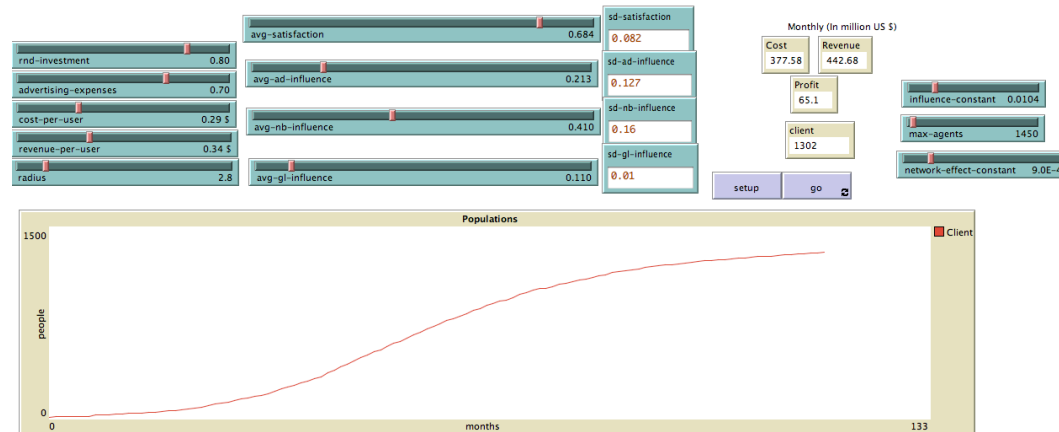 rnd-investment 0.80
advertising-expenses 0.70
cost-per-user 0.29 $
revenue-per-user 0.34 $
radius 2.8
avg-satisfaction 0.684
avg-ad-influence 0.213
avg-nb-influence 0.410
avg-gl-influence 0.110
sd-satisfaction
0.082
sd-ad-influence
0.127
sd-nb-influence
0.16
sd-gl-influence
0.01
Monthly (In million US $)
Cost
377.58
Revenue
442.68
Profit
65.1
client
1302
setup
go
influence-constant 0.0104
max-agents 1450
network-effect-constant 9.0E-4
Populations
1500
people
0
0
months
133
Client